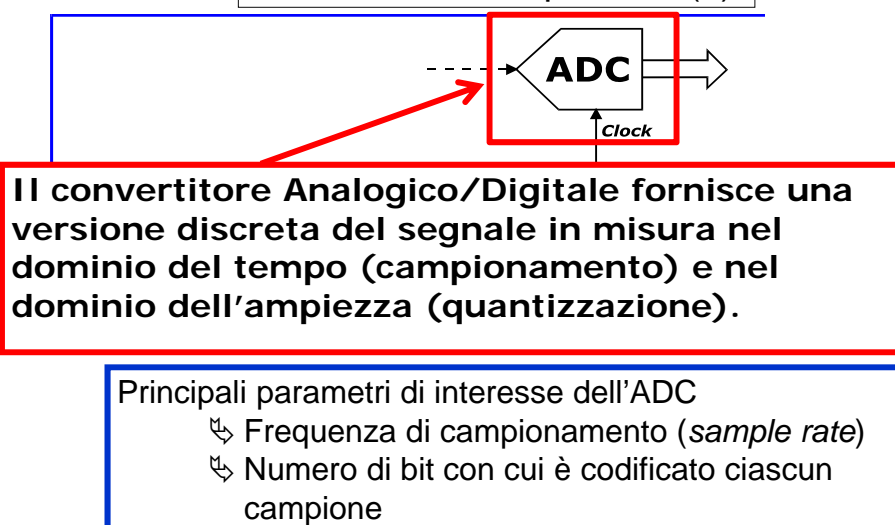 ADC
Clock
Il convertitore Analogico/Digitale fornisce una
versione discreta del segnale in misura nel
dominio del tempo (campionamento) e nel
dominio dell'ampiezza (quantizzazione).
Principali parametri di interesse dell'ADC
Frequenza di campionamento (sample rate)
Numero di bit con cui è codificato ciascun
campione